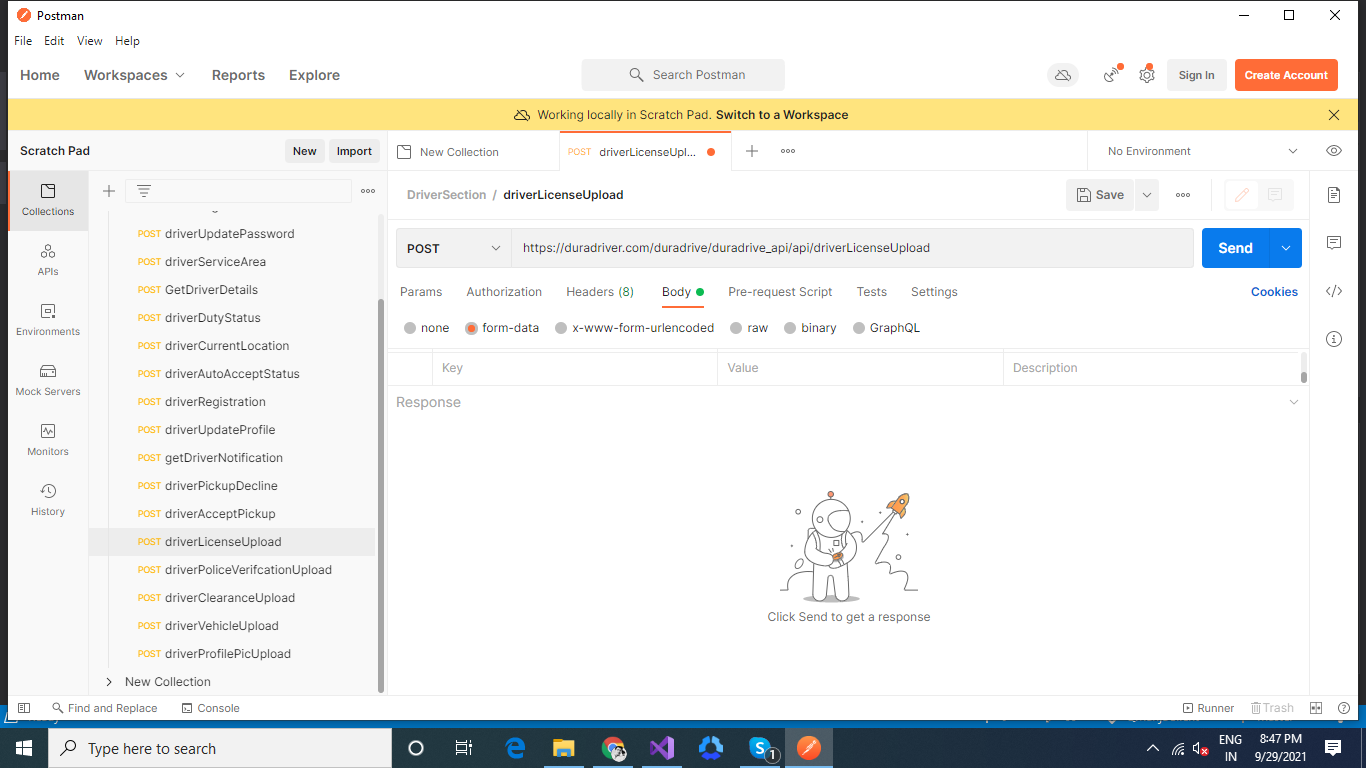 Postman
File Edit View Help
Home Workspaces Reports Explore Search Postman Sign In Create Account
Working locally in Scratch Pad. Switch to a Workspace
Scratch Pad New Import
New Collection POST driverLicenseUpl... No Environment
Collections
APIs
Environments
Mock Servers
Monitors
History
POST driverUpdatePassword
POST driverServiceArea
POST GetDriverDetails
POST driverDutyStatus
POST driverCurrentLocation
POST driverAutoAcceptStatus
POST driverRegistration
POST driverUpdateProfile
POST getDriverNotification
POST driverPickupDecline
POST driverAcceptPickup
POST driverLicenseUpload
POST driverPoliceVerifcationUpload
POST driverClearanceUpload
POST driverVehicleUpload
POST driverProfilePicUpload
New Collection
DriverSection / driverLicenseUpload Save
POST https://duradriver.com/duradrive/duradrive_api/api/driverLicenseUpload Send
Params Authorization Headers (8) Body Pre-request Script Tests Settings Cookies
none form-data x-www-form-urlencoded raw binary GraphQL
Key Value Description
Response
Click Send to get a response
Find and Replace Console Runner Trash
Type here to search
1
ENG
IN
8:47 PM
9/29/2021